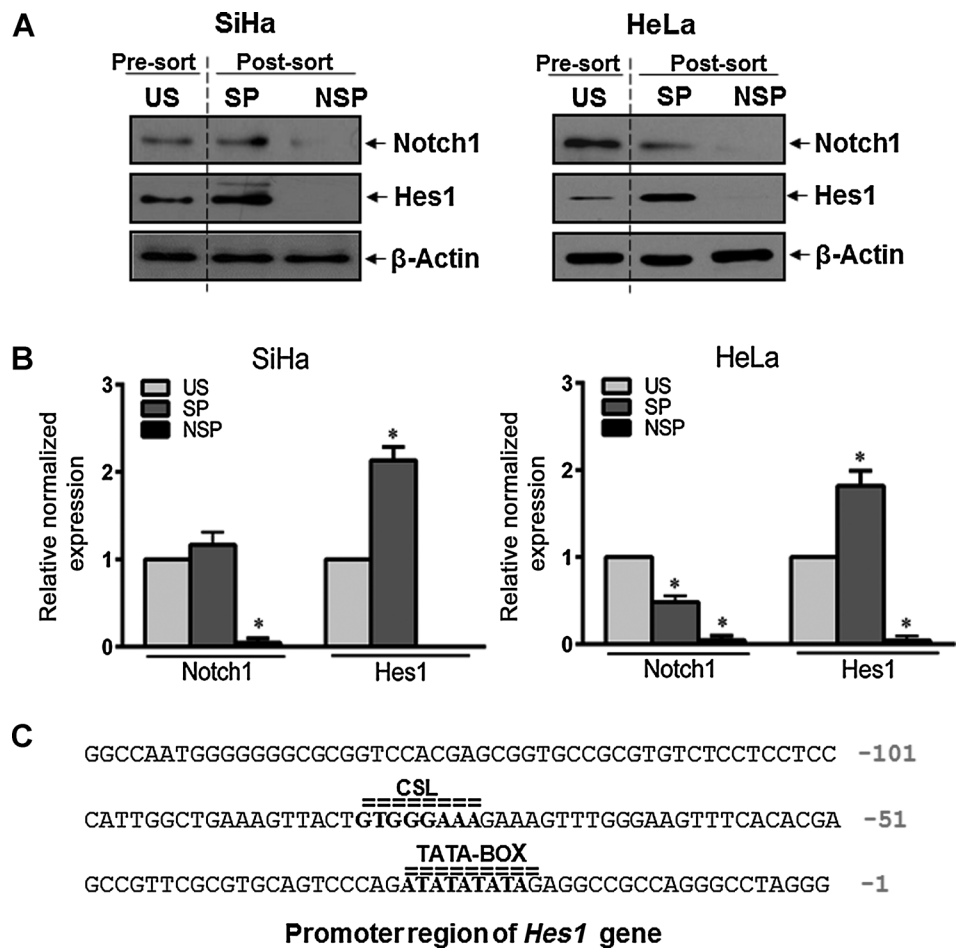 A
SiHa
HeLa
Pre-sort Post-sort
Pre-sort Post-sort
US SP NSP
US SP NSP
Notch1
Notch1
Hes1
Hes1
β-Actin
β-Actin
B
SiHa
HeLa
US
SP
NSP
US
SP
NSP
Relative normalized
expression
3
2
1
0
*
*
Notch1 Hes1
Relative normalized
expression
3
2
1
0
*
*
*
*
Notch1 Hes1
C
GGCCAATGGGGGGGCGCGGTCCACGAGCGGTGCCGCGTGTCTCCTCCTCC -101
CSL
CATTGGCTGAAAGTTACTGTGGGAAAGAAAGTTTGGGAAGTTTCACACGA -51
TATA-BOX
GCCGTTCGCGTGCAGTCCCAGATATATATAGAGGCCGCCAGGGCCTAGGG -1
Promoter region of Hes1 gene